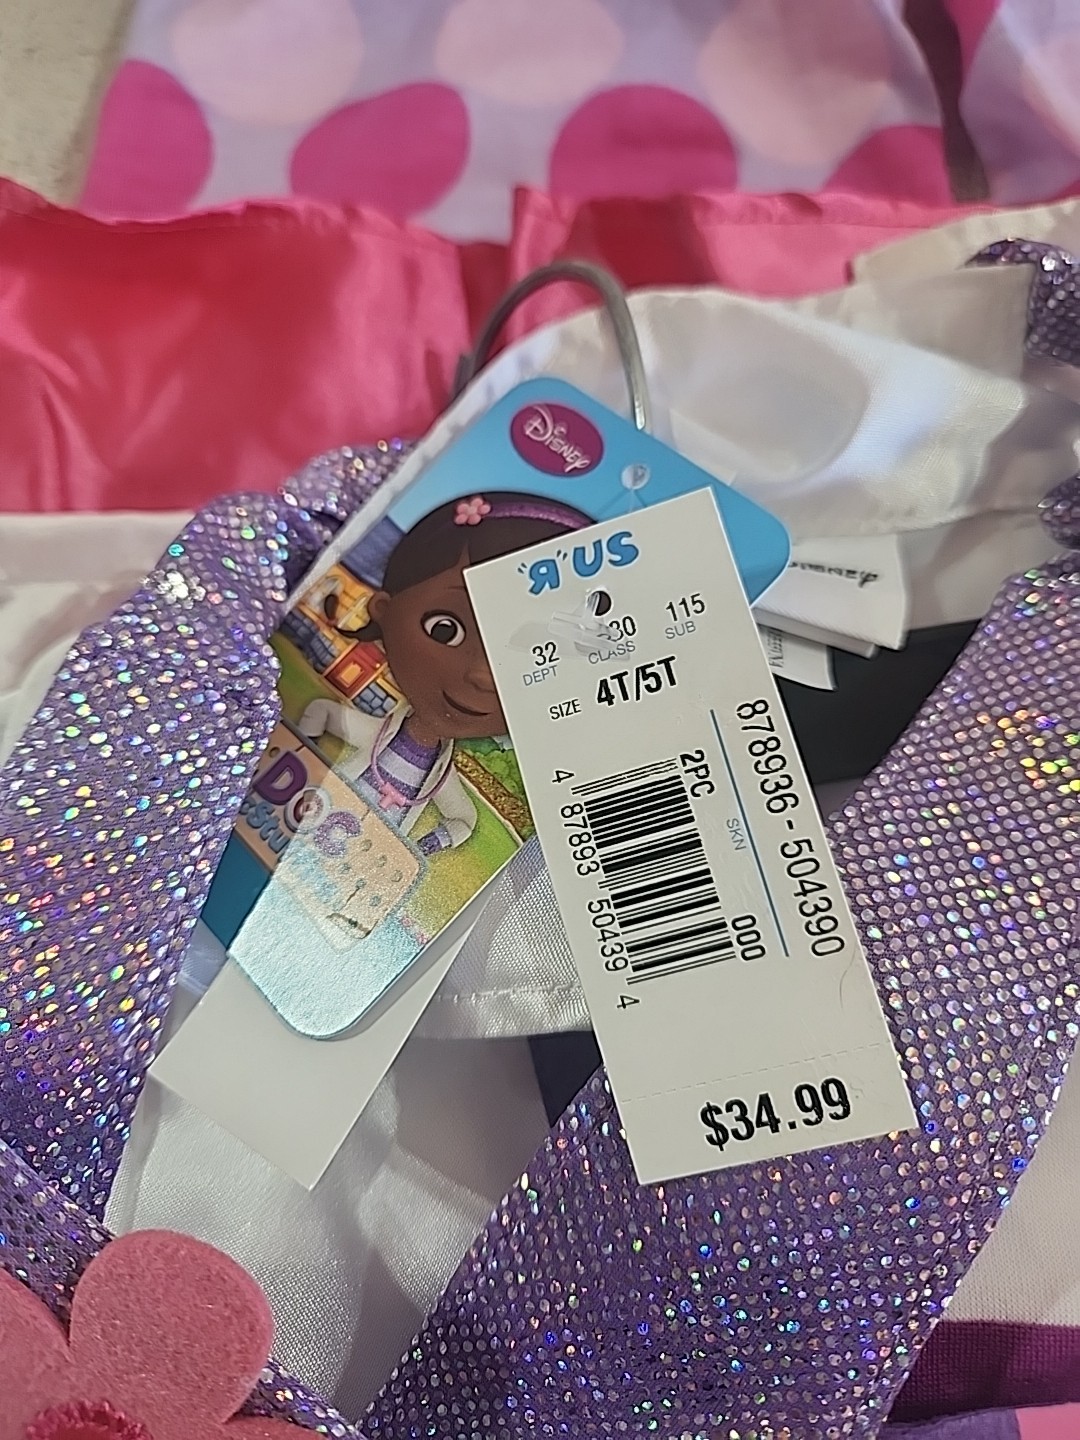 Disney
"R"US
32
DEPT
CLASS
115
SUB
SIZE 4T/5T
878936-504390
SKN
2PC
000
4 87893 50439 4
DOC
$34.99